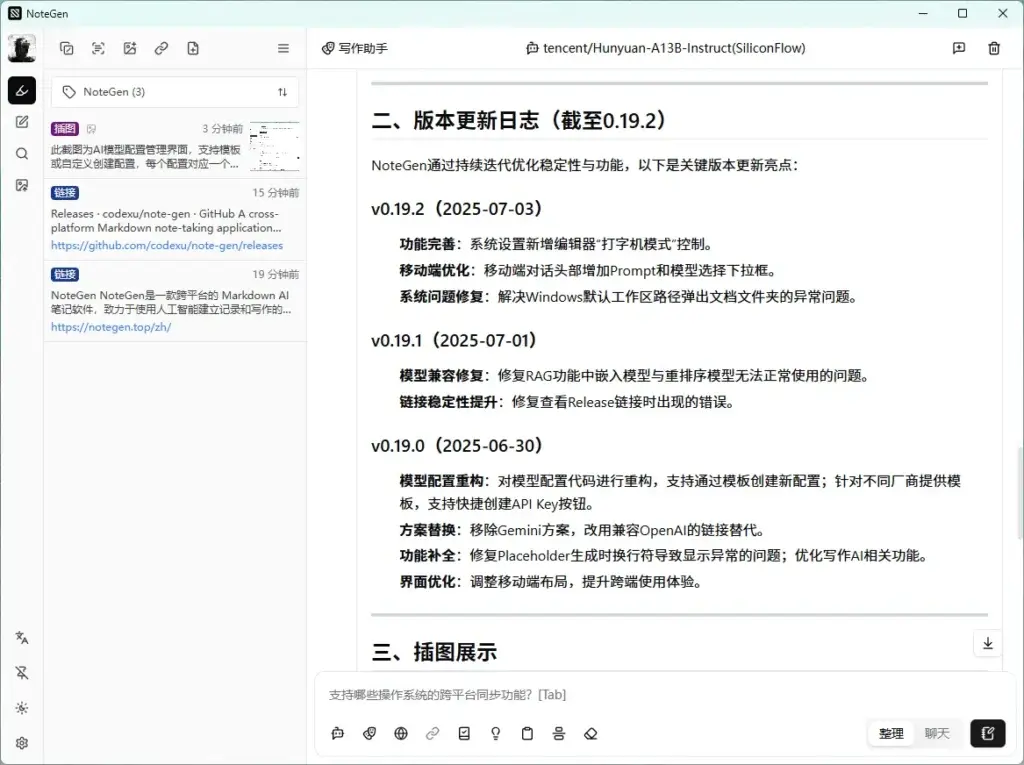 NoteGen
写作助手
tencent/Hunyuan-A13B-Instruct(SiliconFlow)
NoteGen (3)
插图
3 分钟前
此截图为AI模型配置管理界面，支持模板
或自定义创建配置，每个配置对应一个...
链接
15 分钟前
Releases · codexu/note-gen · GitHub A cross-
platform Markdown note-taking application...
https://github.com/codexu/note-gen/releases
链接
19 分钟前
NoteGen NoteGen是一款跨平台的 Markdown AI
笔记软件，致力于使用人工智能建立记录和写作的...
https://notegen.top/zh/
二、版本更新日志（截至0.19.2）
NoteGen通过持续迭代优化稳定性与功能，以下是关键版本更新亮点：
v0.19.2（2025-07-03）
功能完善：系统设置新增编辑器“打字机模式”控制。
移动端优化：移动端对话头部增加Prompt和模型选择下拉框。
系统问题修复：解决Windows默认工作区路径弹出文档文件夹的异常问题。
v0.19.1（2025-07-01）
模型兼容修复：修复RAG功能中嵌入模型与重排序模型无法正常使用的问题。
链接稳定性提升：修复查看Release链接时出现的错误。
v0.19.0（2025-06-30）
模型配置重构：对模型配置代码进行重构，支持通过模板创建新配置；针对不同厂商提供模
板，支持快捷创建API Key按钮。
方案替换：移除Gemini方案，改用兼容OpenAI的链接替代。
功能补全：修复Placeholder生成时换行符导致显示异常的问题；优化写作AI相关功能。
界面优化：调整移动端布局，提升跨端使用体验。
三、插图展示
支持哪些操作系统的跨平台同步功能？[Tab]
整理
聊天